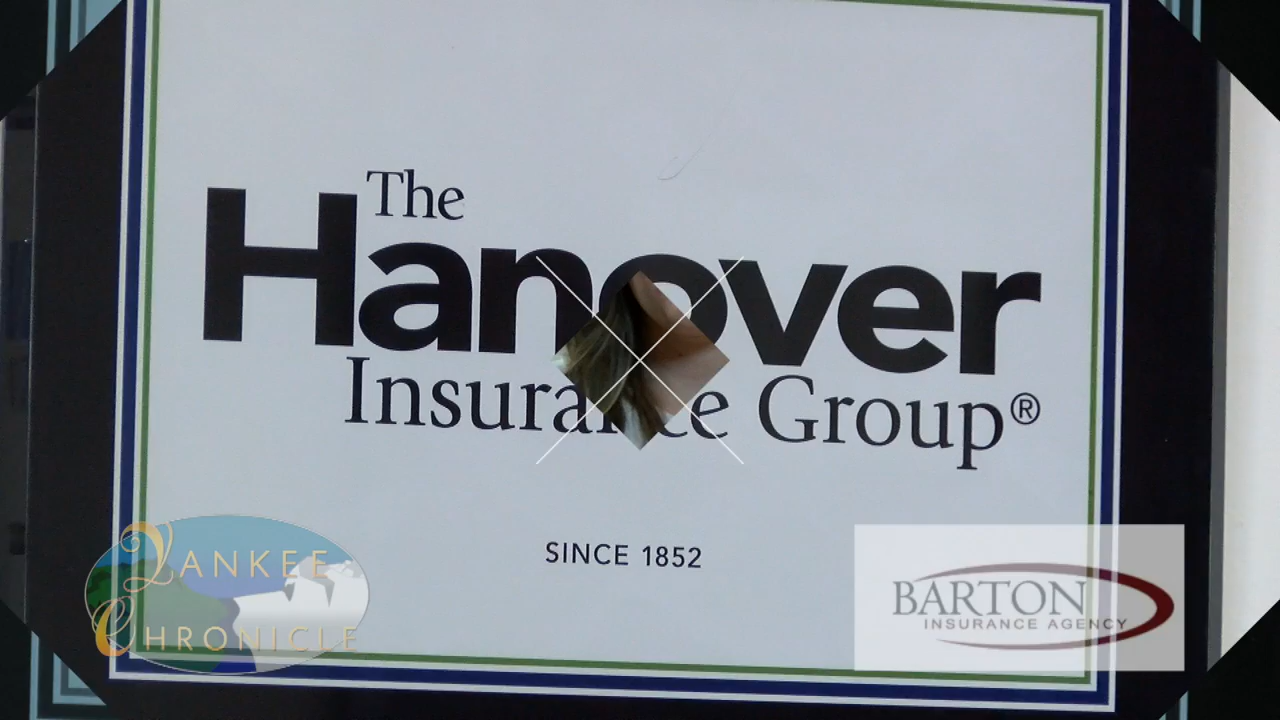 The
Hanover
Insurance Group®
SINCE 1852
YANKEE
CHRONICLE
BARTON
INSURANCE AGENCY